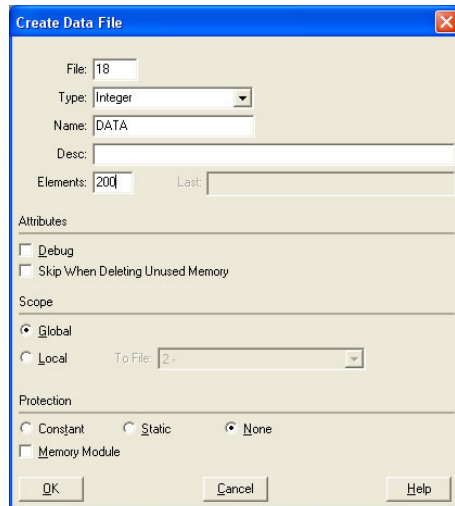 Create Data File
File: 18
Type: Integer
Name: DATA
Desc:
Elements: 200 Last:
Attributes
Debug
Skip When Deleting Unused Memory
Scope
Global
Local To File: 2 -
Protection
Constant Static None
Memory Module
OK Cancel Help